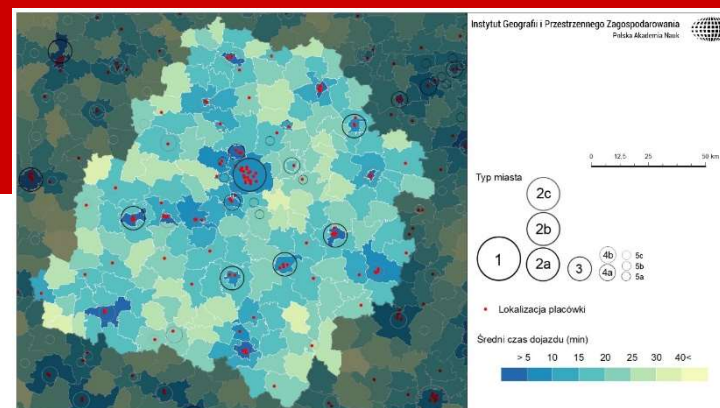 Instytut Geografii i Przestrzennego Zagospodarowania
Polska Akademia Nauk
0 12,5 25 50 km
Typ miasta
2c
2b
1 2a 3 4b 4a 5c 5b 5a
Lokalizacja placówki
Średni czas dojazdu (min)
> 5 10 15 20 25 30 40<